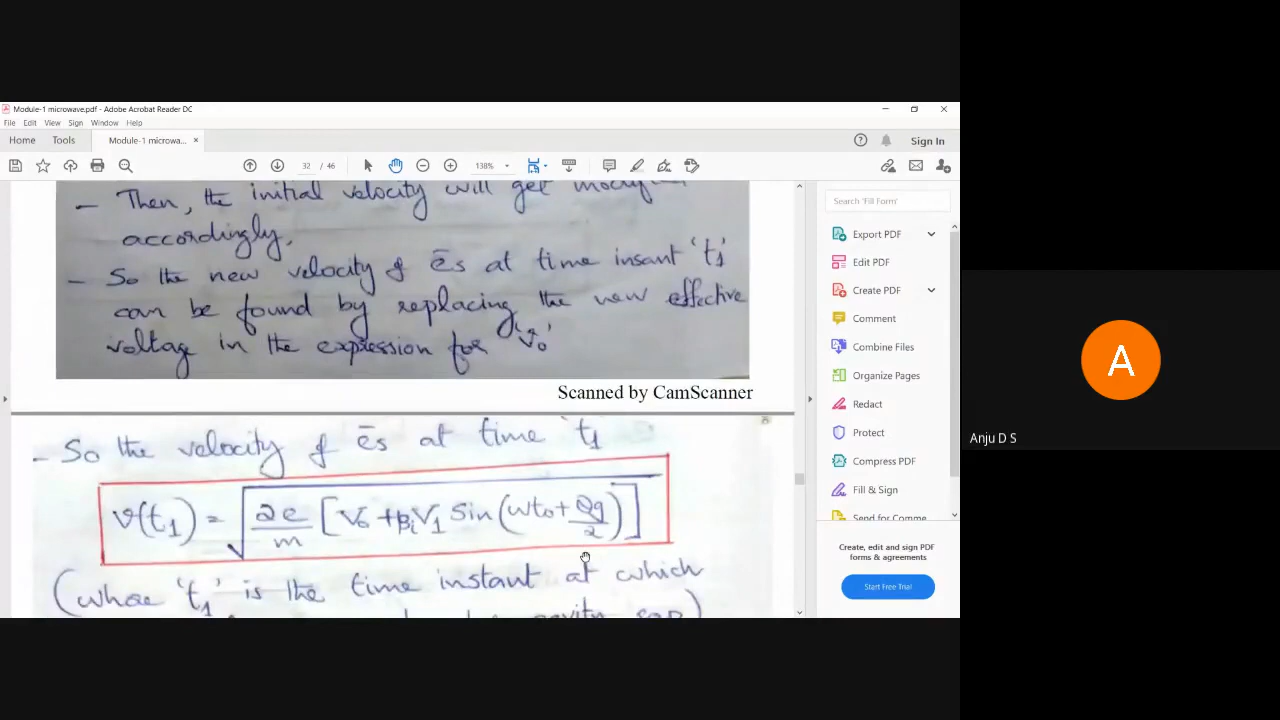 Module-1 microwave.pdf - Adobe Acrobat Reader DC
File Edit View Sign Window Help
Home Tools Module-1 microwa... × Sign In
32 / 46 138%
- Then, the initial velocity will get
accordingly.
- So the new velocity of ēs at time insant 't₁'
can be found by replacing the new effective
voltage in the expression for 'v₀'
Scanned by CamScanner
- So the velocity of ēs at time 't₁
v(t₁) = √(2e/m [V₀ + βᵢV₁ Sin(ωt₀ + θg/2)])
(whose 't₁' is the time instant at which
Search 'Fill Form'
Export PDF
Edit PDF
Create PDF
Comment
Combine Files
Organize Pages
Redact
Protect
Compress PDF
Fill & Sign
Send for Comme
Create, edit and sign PDF
forms & agreements
Start Free Trial
A
Anju D S